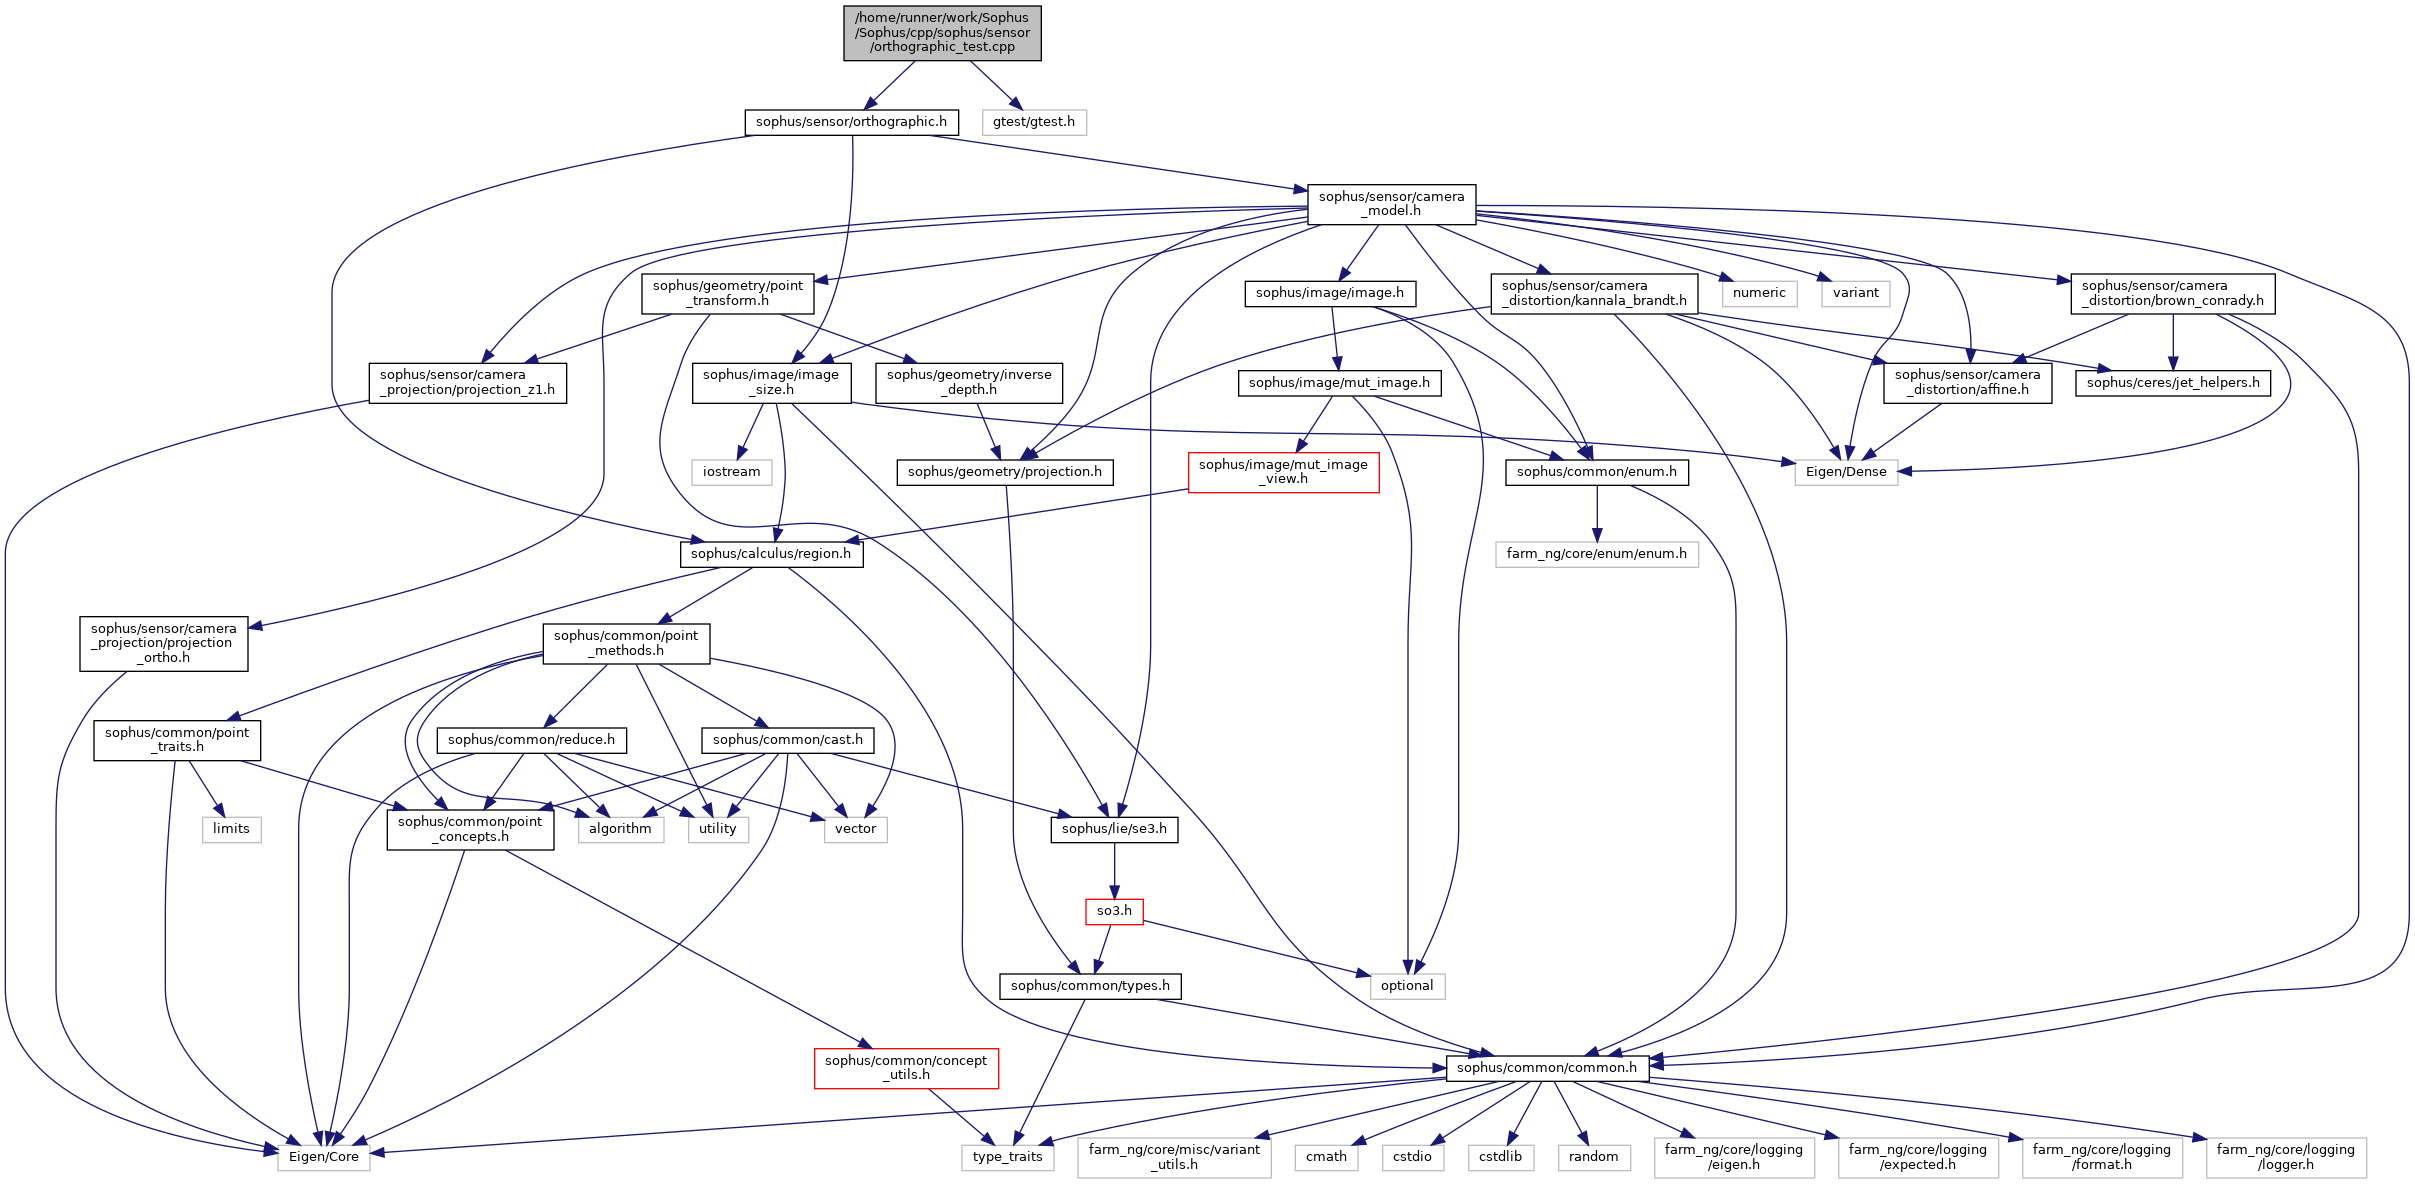 /home/runner/work/Sophus
/Sophus/cpp/sophus/sensor
/orthographic_test.cpp
sophus/sensor/orthographic.h
gtest/gtest.h
sophus/sensor/camera
_model.h
sophus/geometry/point
_transform.h
sophus/image/image.h
sophus/sensor/camera
_distortion/kannala_brandt.h
numeric
variant
sophus/sensor/camera
_distortion/brown_conrady.h
sophus/sensor/camera
_projection/projection_z1.h
sophus/image/image
_size.h
sophus/geometry/inverse
_depth.h
sophus/image/mut_image.h
sophus/sensor/camera
_distortion/affine.h
sophus/ceres/jet_helpers.h
iostream
sophus/geometry/projection.h
sophus/image/mut_image
_view.h
sophus/common/enum.h
Eigen/Dense
sophus/calculus/region.h
farm_ng/core/enum/enum.h
sophus/sensor/camera
_projection/projection
_ortho.h
sophus/common/point
_methods.h
sophus/common/point
_traits.h
sophus/common/reduce.h
sophus/common/cast.h
limits
sophus/common/point
_concepts.h
algorithm
utility
vector
sophus/lie/se3.h
so3.h
sophus/common/types.h
optional
sophus/common/concept
_utils.h
sophus/common/common.h
Eigen/Core
type_traits
farm_ng/core/misc/variant
_utils.h
cmath
cstdio
cstdlib
random
farm_ng/core/logging
/eigen.h
farm_ng/core/logging
/expected.h
farm_ng/core/logging
/format.h
farm_ng/core/logging
/logger.h